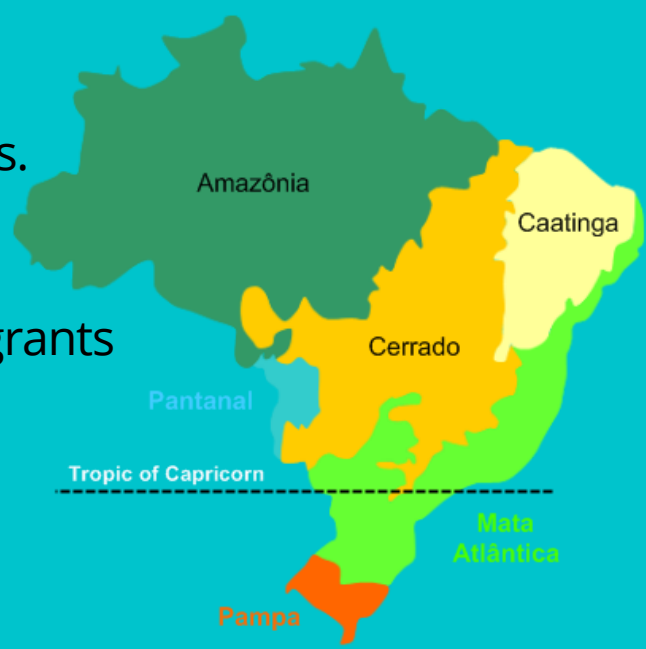 s.
Amazônia
Caatinga
grants
Cerrado
Pantanal
Tropic of Capricorn
Mata
Atlântica
Pampa